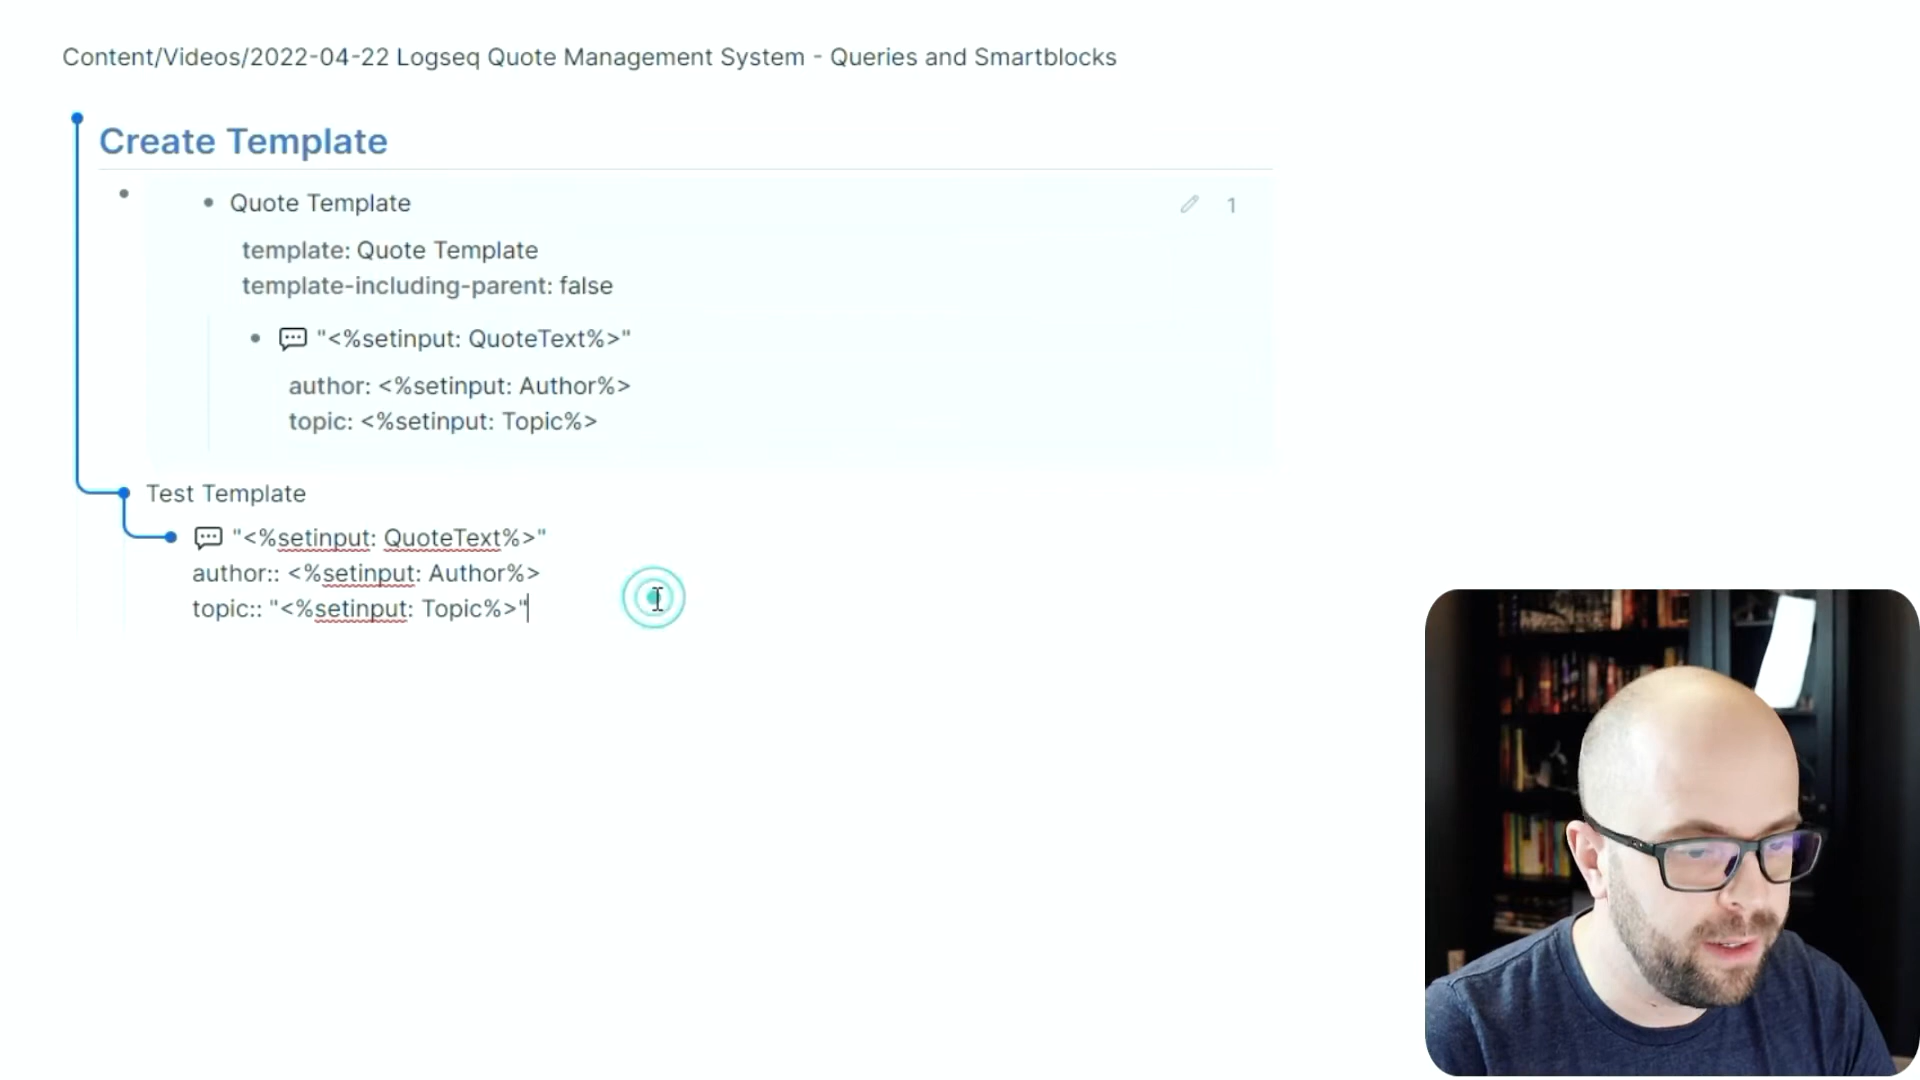 Content/Videos/2022-04-22 Logseq Quote Management System - Queries and Smartblocks
Create Template
Quote Template
1
template: Quote Template
template-including-parent: false
💬 "<%setinput: QuoteText%>"
author: <%setinput: Author%>
topic: <%setinput: Topic%>
Test Template
💬 "<%setinput: QuoteText%>"
author:: <%setinput: Author%>
topic:: "<%setinput: Topic%>"